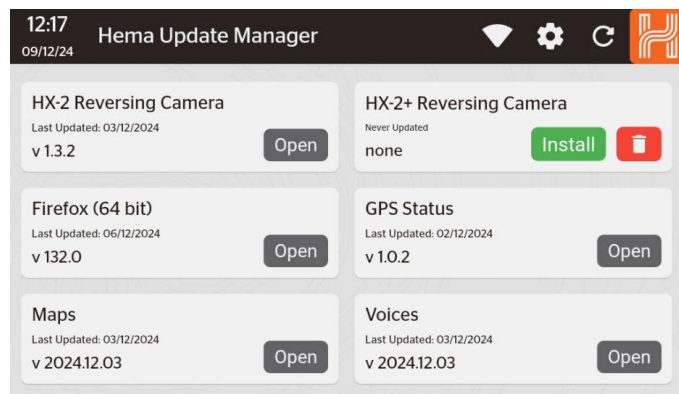 12:17
09/12/24
Hema Update Manager
HX-2 Reversing Camera
Last Updated: 03/12/2024
v 1.3.2
Open
HX-2+ Reversing Camera
Never Updated
none
Install
Firefox (64 bit)
Last Updated: 06/12/2024
v 132.0
Open
GPS Status
Last Updated: 02/12/2024
v 1.0.2
Open
Maps
Last Updated: 03/12/2024
v 2024.12.03
Open
Voices
Last Updated: 03/12/2024
v 2024.12.03
Open